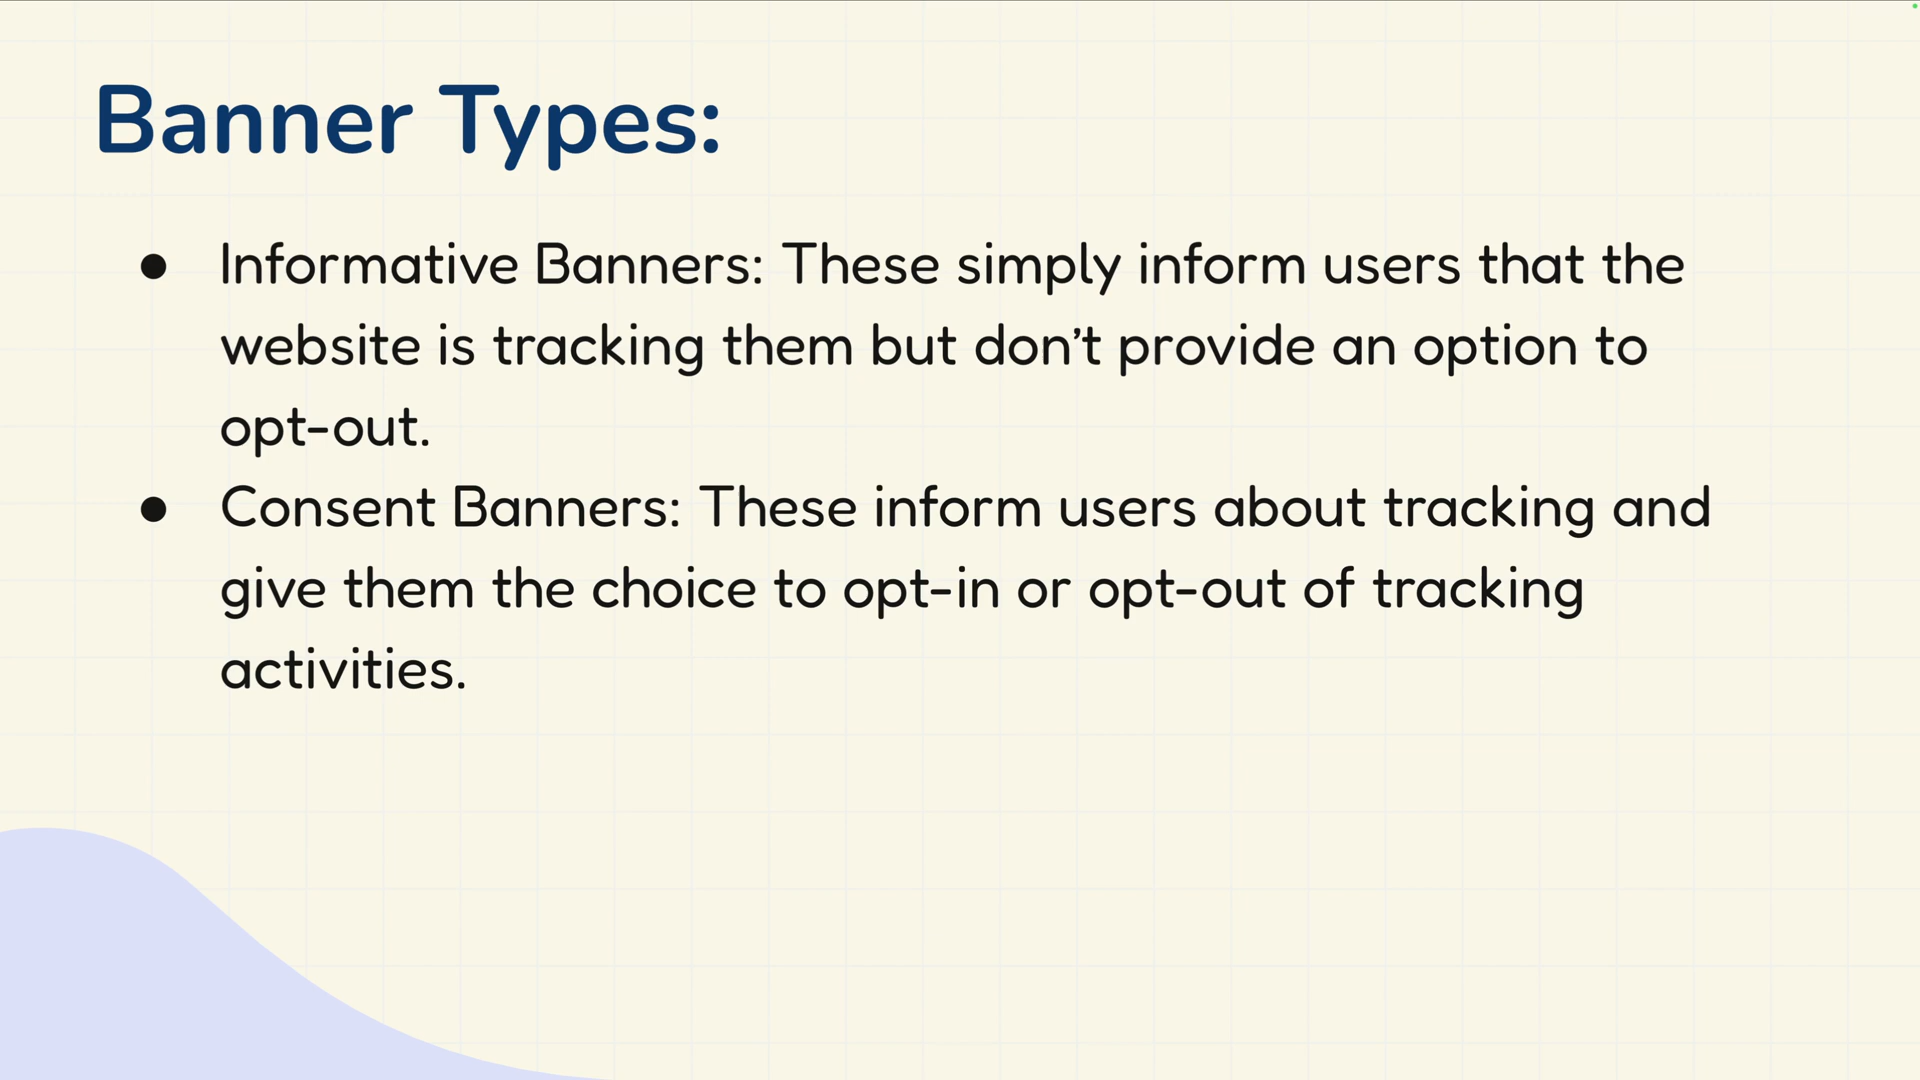 Banner Types:
● Informative Banners: These simply inform users that the
website is tracking them but don’t provide an option to
opt-out.
● Consent Banners: These inform users about tracking and
give them the choice to opt-in or opt-out of tracking
activities.